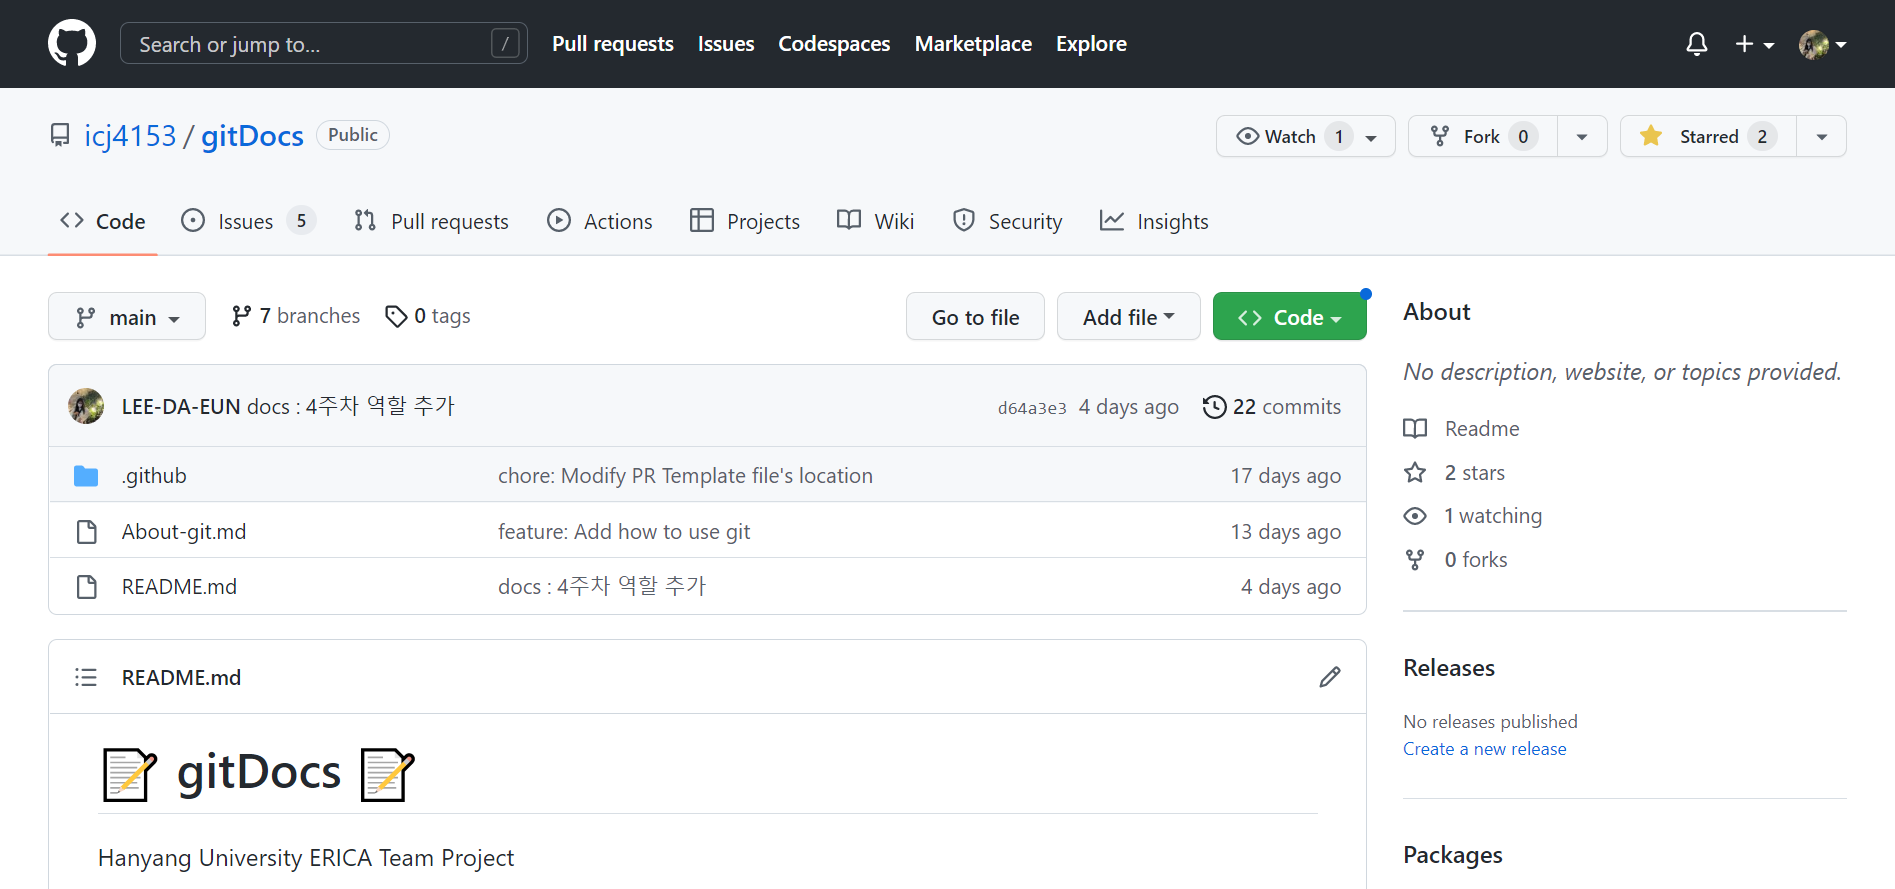 Search or jump to...
/
Pull requests Issues Codespaces Marketplace Explore
icj4153 / gitDocs Public
Watch 1 Fork 0 Starred 2
Code Issues 5 Pull requests Actions Projects Wiki Security Insights
main 7 branches 0 tags Go to file Add file Code
LEE-DA-EUN docs : 4주차 역할 추가 d64a3e3 4 days ago 22 commits
.github chore: Modify PR Template file's location 17 days ago
About-git.md feature: Add how to use git 13 days ago
README.md docs : 4주차 역할 추가 4 days ago
README.md
gitDocs
Hanyang University ERICA Team Project
About
No description, website, or topics provided.
Readme
2 stars
1 watching
0 forks
Releases
No releases published
Create a new release
Packages